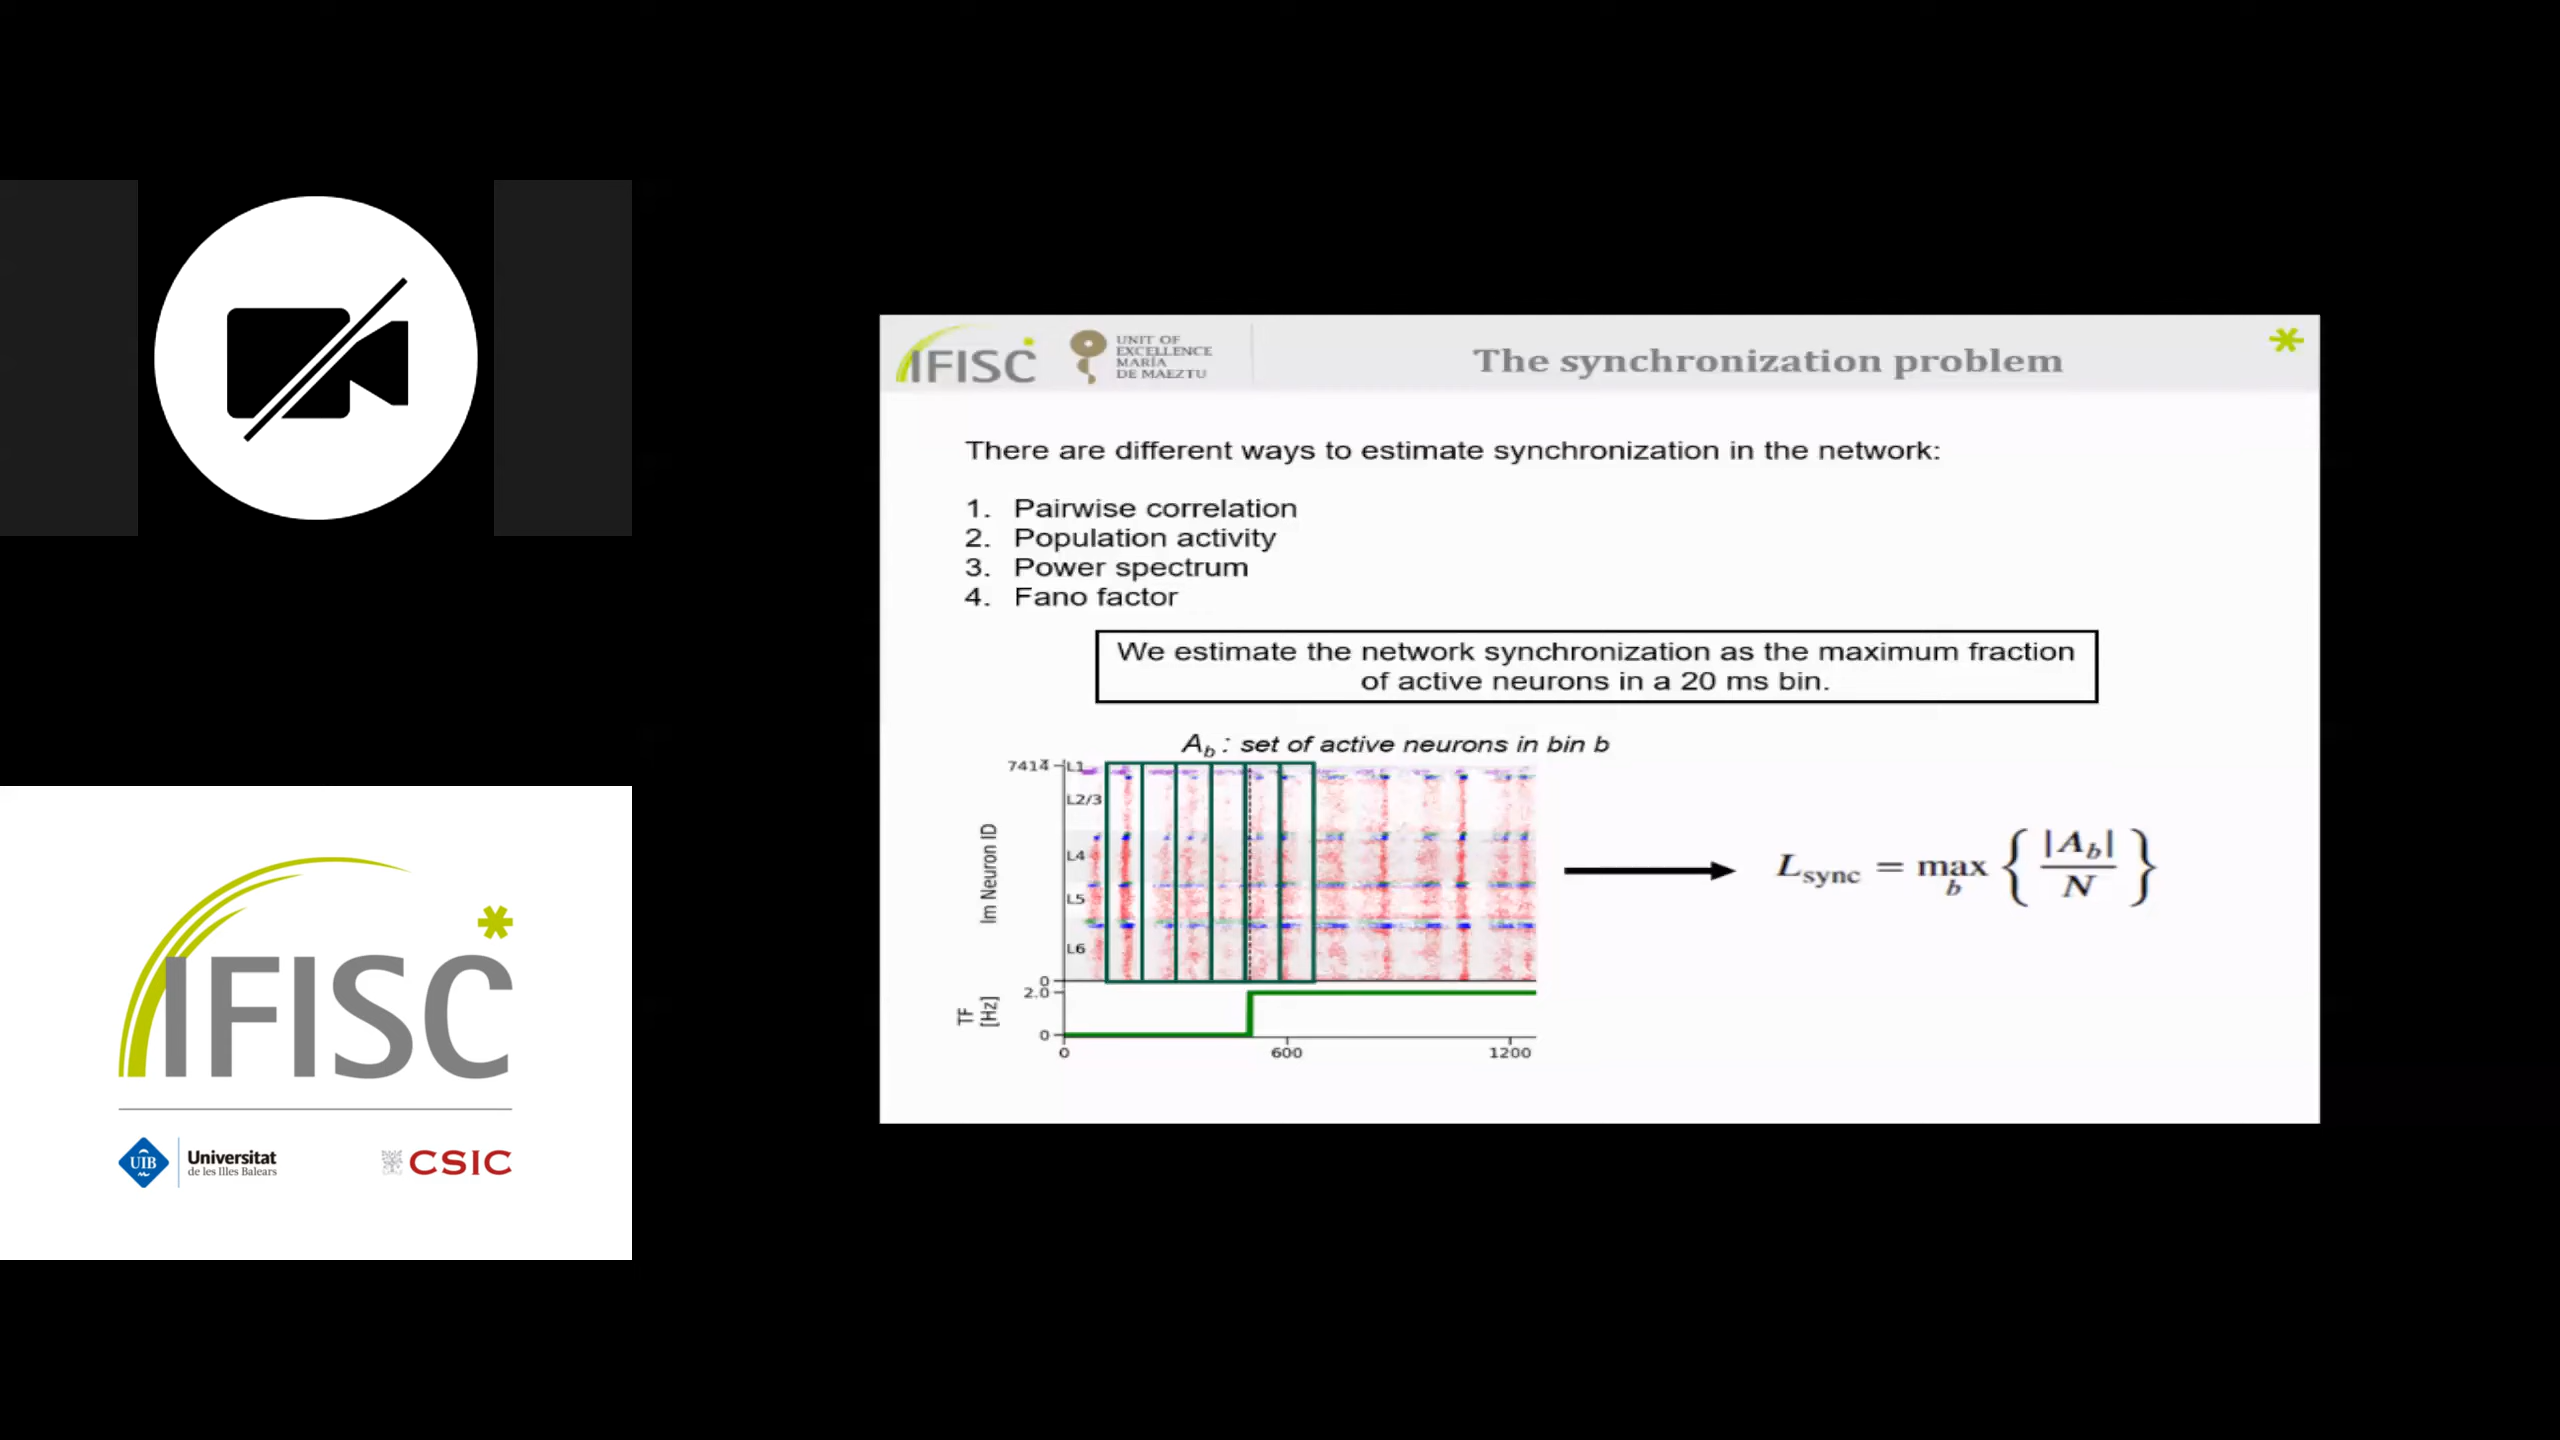 IFISC
UNIT OF
EXCELLENCE
MARÍA
DE MAEZTU
The synchronization problem
There are different ways to estimate synchronization in the network:
1. Pairwise correlation
2. Population activity
3. Power spectrum
4. Fano factor
We estimate the network synchronization as the maximum fraction
of active neurons in a 20 ms bin.
A_b : set of active neurons in bin b
7414
L1
L2/3
L4
L5
L6
0
lm Neuron ID
2.0
0
TF
[Hz]
0 600 1200
L_sync = max_b { |A_b| / N }
IFISC
UIB
Universitat
de les Illes Balears
CSIC